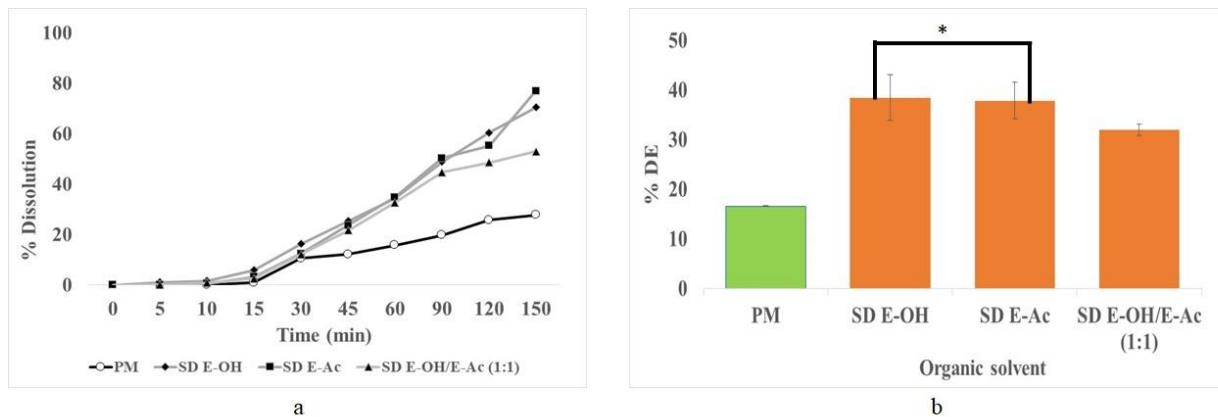 100
80
60
40
20
0
% Dissolution
0 5 10 15 30 45 60 90 120 150
Time (min)
PM SD E-OH SD E-Ac SD E-OH/E-Ac (1:1)
a
50
40
30
20
10
0
% DE
*
PM SD E-OH SD E-Ac SD E-OH/E-Ac
(1:1)
Organic solvent
b